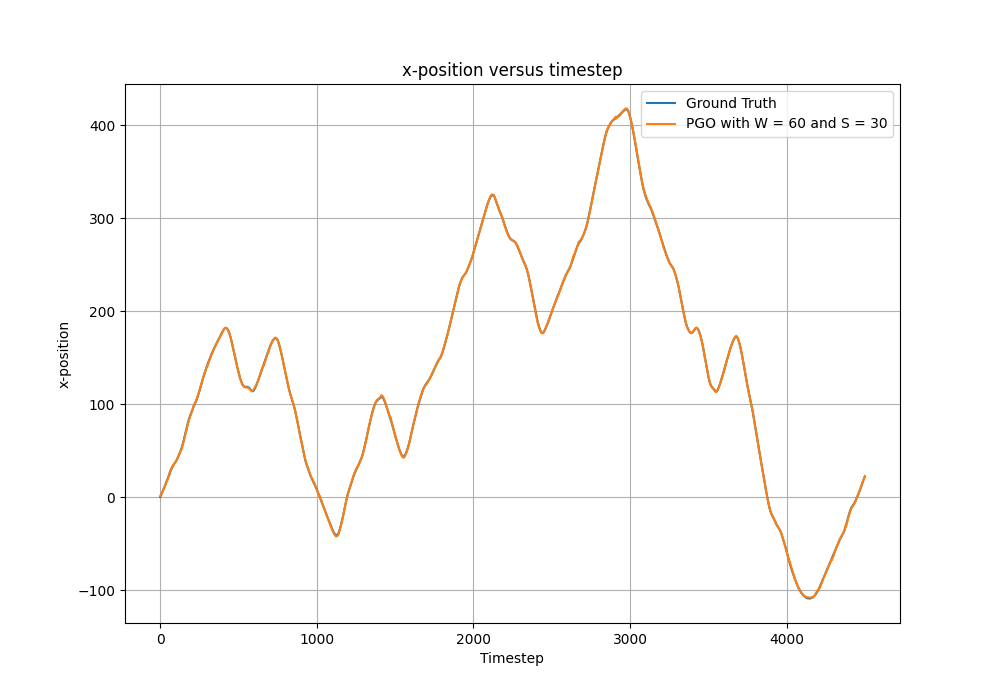 x-position versus timestep
Ground Truth
PGO with W = 60 and S = 30
400
300
200
100
0
−100
x-position
0 1000 2000 3000 4000
Timestep